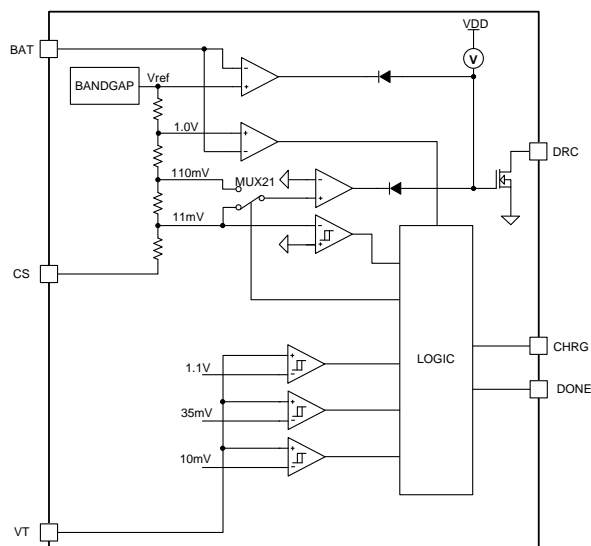 VDD
BAT
V
BANDGAP
Vref
1.0V
DRC
110mV
MUX21
11mV
CS
CHRG
1.1V
LOGIC
DONE
35mV
10mV
VT